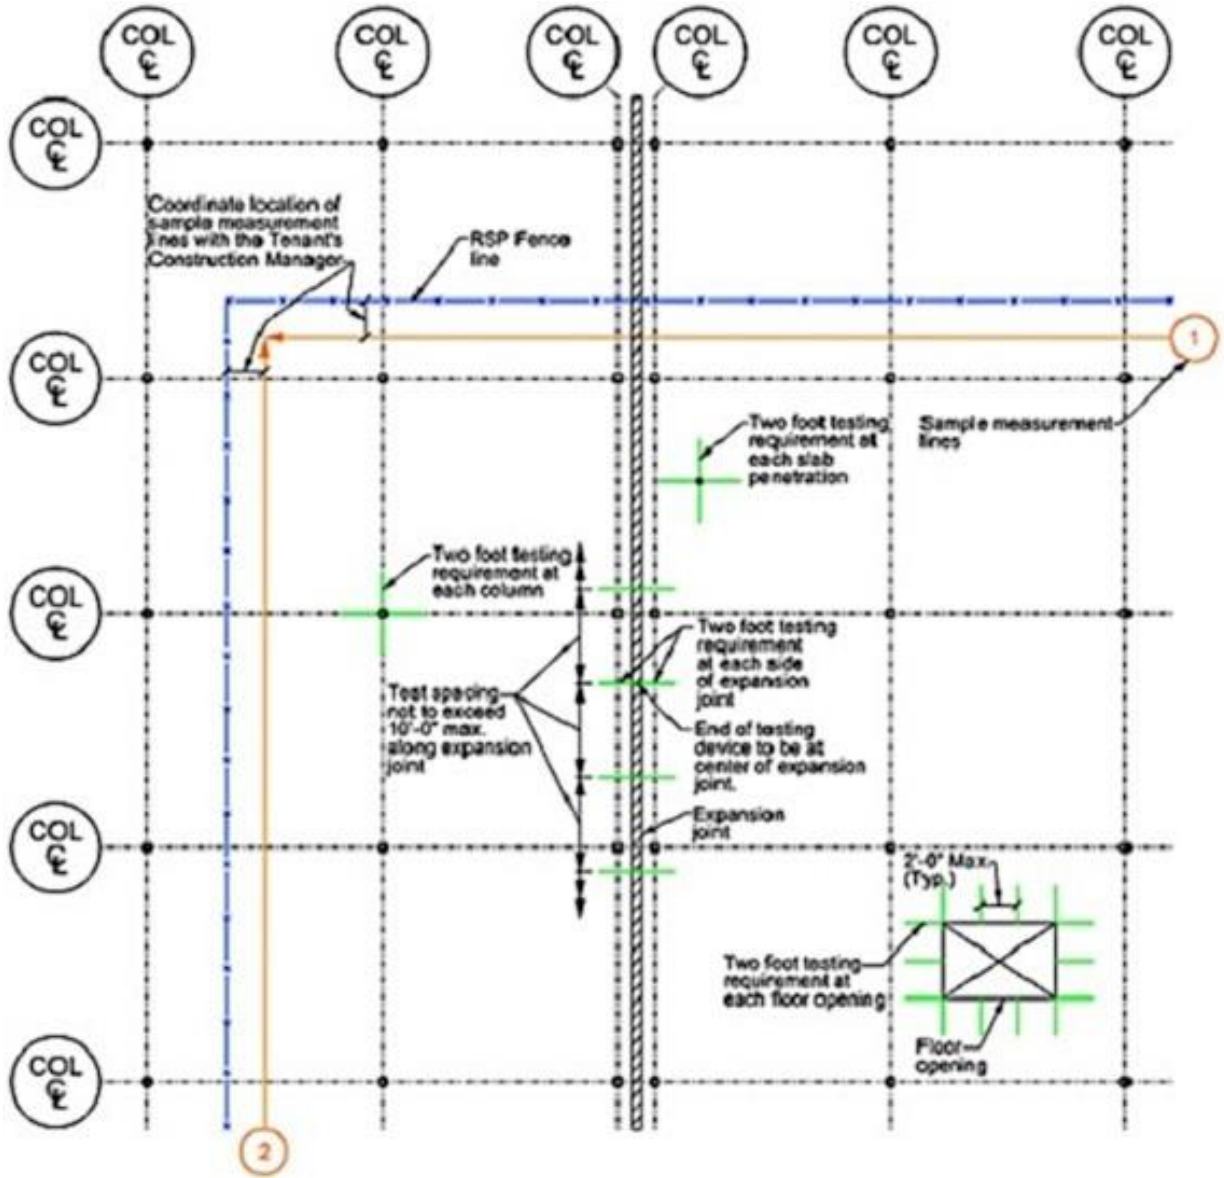 COL
℄
COL
℄
COL
℄
COL
℄
COL
℄
COL
℄
COL
℄
Coordinate location of
sample measurement
lines with the Tenant's
Construction Manager
RSP Fence
line
1
COL
℄
Two foot testing
requirement at
each slab
penetration
Sample measurement
lines
Two foot testing
requirement at
each column
COL
℄
Two foot testing
requirement
at each side
of expansion
joint
Test spacing
not to exceed
10'-0" max.
along expansion
joint
End of testing
device to be at
center of expansion
joint.
Expansion
joint
COL
℄
2'-0" Max.
(Typ.)
Two foot testing
requirement at
each floor opening
Floor
opening
COL
℄
2